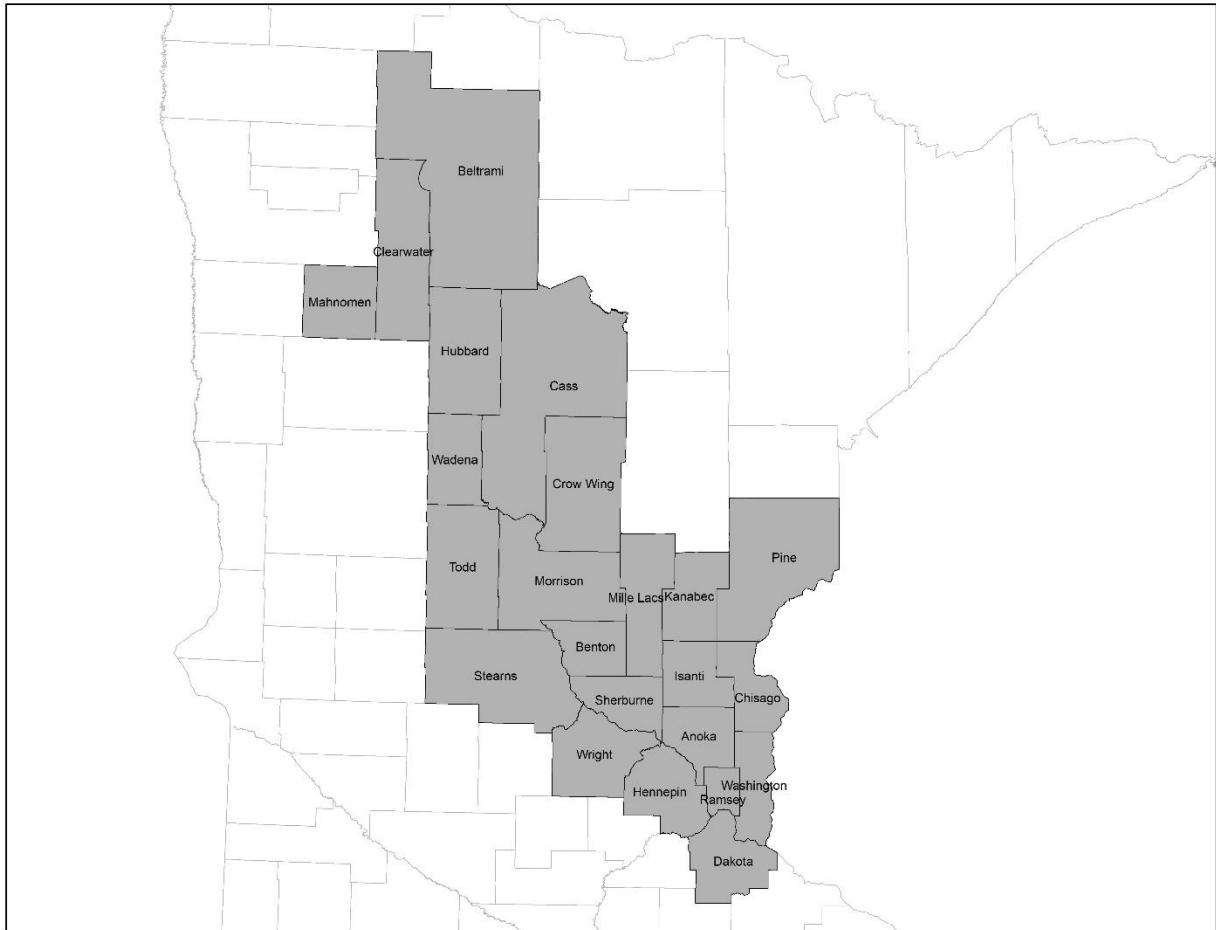 Beltrami
Clearwater
Mahnomen
Hubbard
Cass
Wadena
Crow Wing
Pine
Todd
Morrison
Mille Lacs
Kanabec
Benton
Stearns
Isanti
Sherburne
Chisago
Anoka
Wright
Washington
Hennepin
Ramsey
Dakota